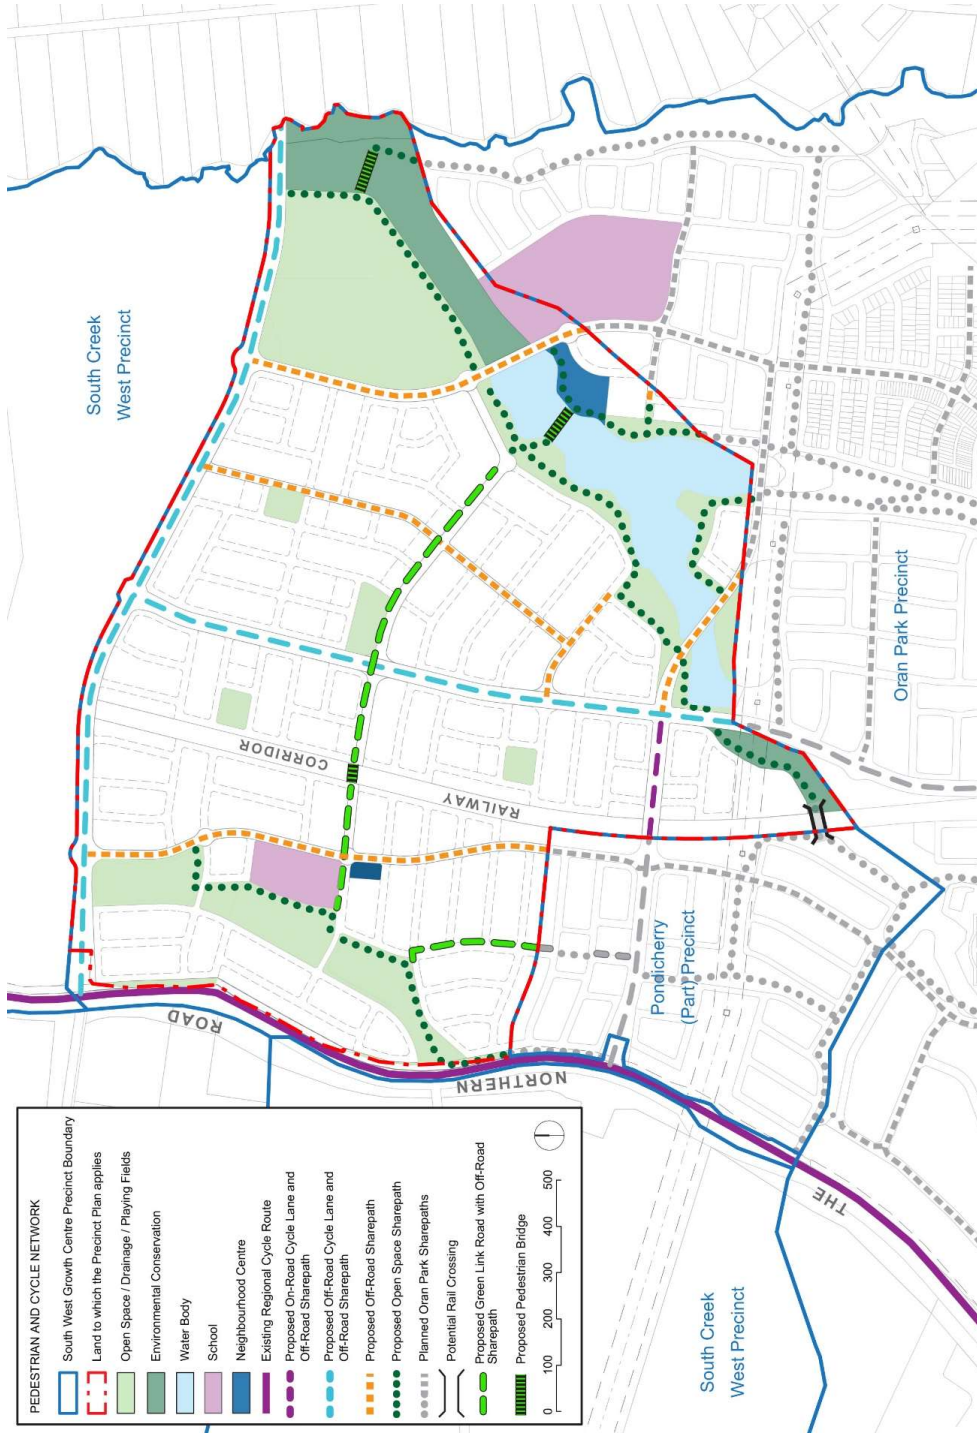 PEDESTRIAN AND CYCLE NETWORK
South West Growth Centre Precinct Boundary
Land to which the Precinct Plan applies
Open Space / Drainage / Playing Fields
Environmental Conservation
Water Body
School
Neighbourhood Centre
Existing Regional Cycle Route
Proposed On-Road Cycle Lane and
Off-Road Sharepath
Proposed Off-Road Cycle Lane and
Off-Road Sharepath
Proposed Off-Road Sharepath
Proposed Open Space Sharepath
Planned Oran Park Sharepaths
Potential Rail Crossing
Proposed Green Link Road with Off-Road
Sharepath
Proposed Pedestrian Bridge
0 100 200 300 400 500
South Creek
West Precinct
CORRIDOR
RAILWAY
ROAD
NORTHERN
THE
Pondicherry
(Part) Precinct
Oran Park Precinct
South Creek
West Precinct